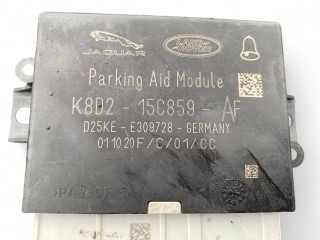 JAGUAR LAND ROVER
Parking Aid Module
K8D2 - 15C859 - AF
D25KE - E309728 - GERMANY
011020F/C/01/CC